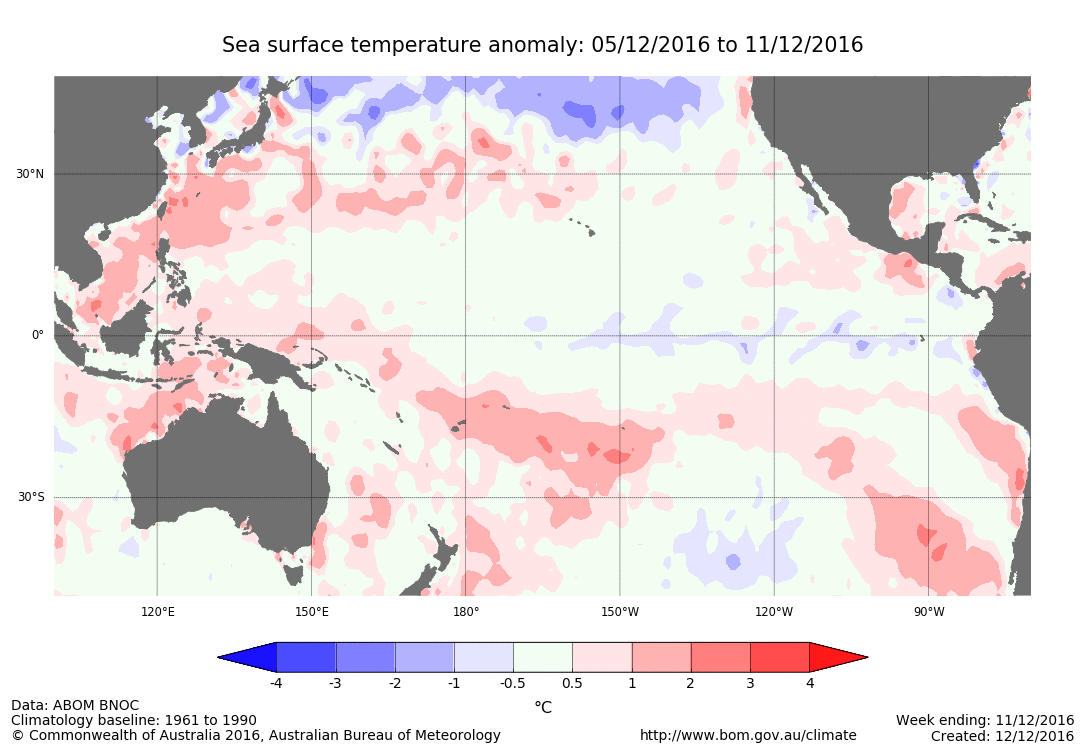 Sea surface temperature anomaly: 05/12/2016 to 11/12/2016
30°N
0°
30°S
120°E 150°E 180° 150°W 120°W 90°W
-4 -3 -2 -1 -0.5 0.5 1 2 3 4
°C
Data: ABOM BNOC
Climatology baseline: 1961 to 1990
© Commonwealth of Australia 2016, Australian Bureau of Meteorology
http://www.bom.gov.au/climate
Week ending: 11/12/2016
Created: 12/12/2016